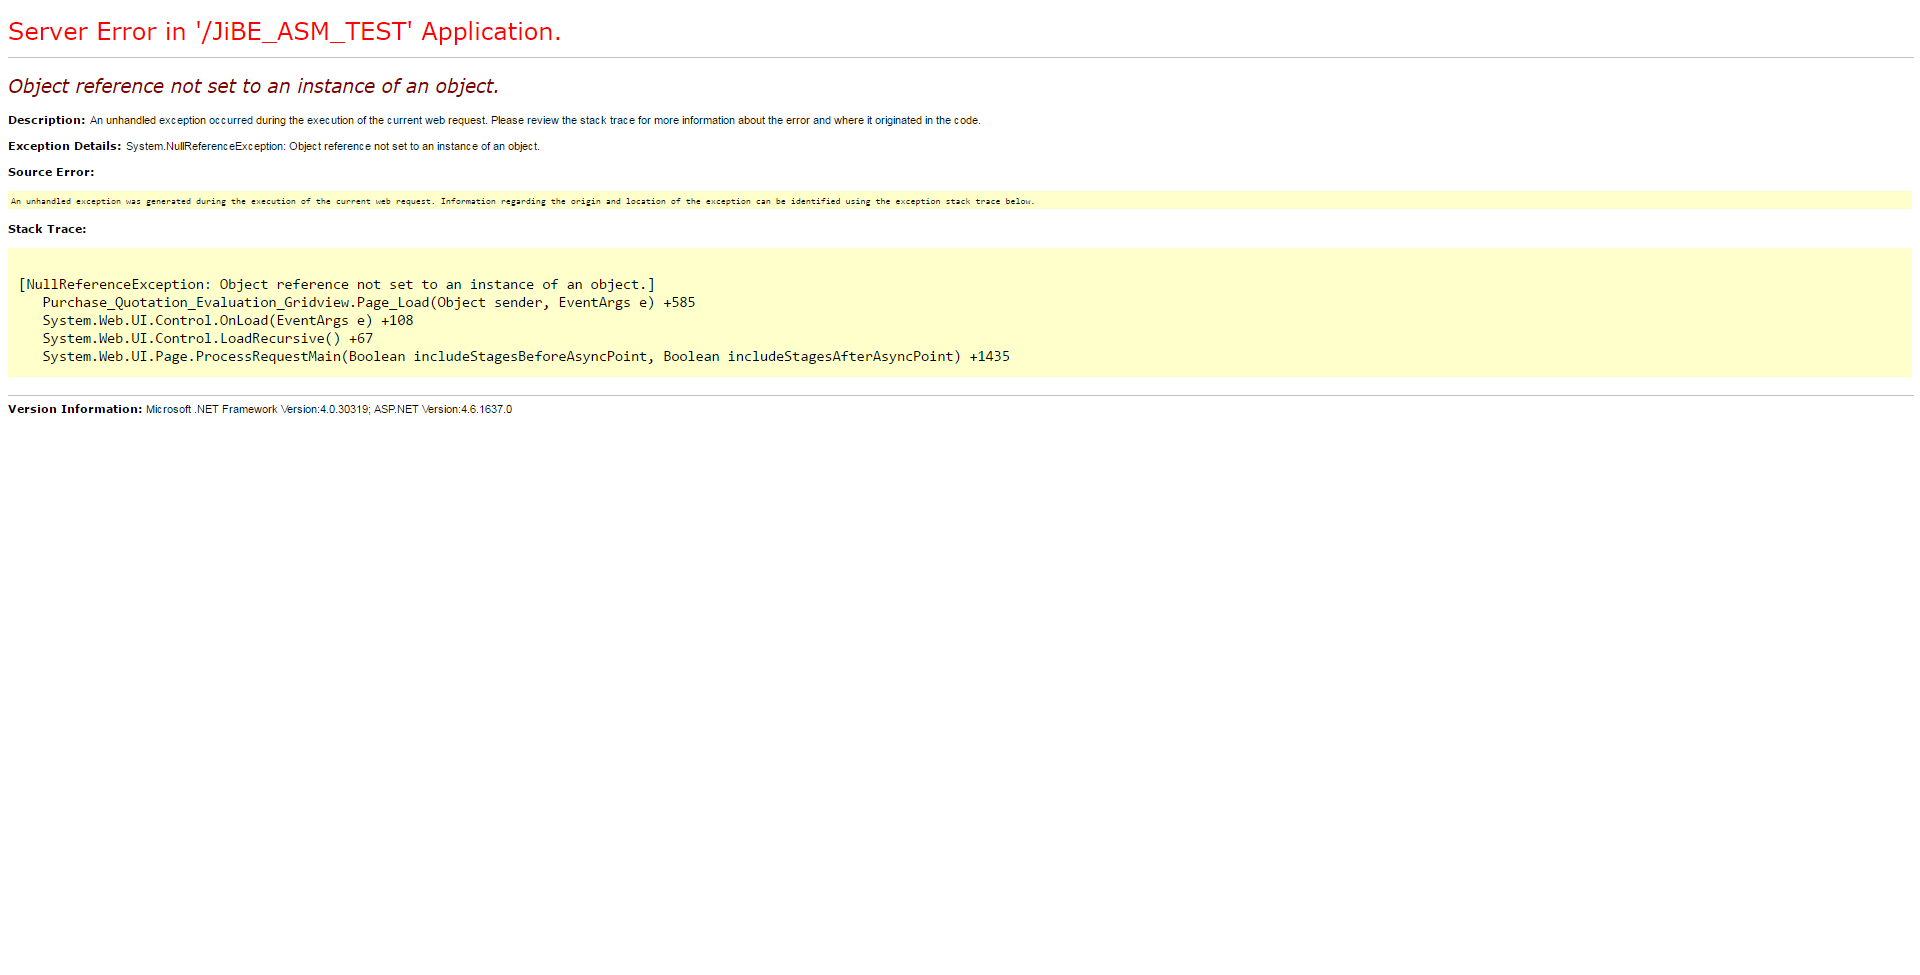 Server Error in '/JiBE_ASM_TEST' Application.
Object reference not set to an instance of an object.
Description: An unhandled exception occurred during the execution of the current web request. Please review the stack trace for more information about the error and where it originated in the code.
Exception Details: System.NullReferenceException: Object reference not set to an instance of an object.
Source Error:
An unhandled exception was generated during the execution of the current web request. Information regarding the origin and location of the exception can be identified using the exception stack trace below.
Stack Trace:
[NullReferenceException: Object reference not set to an instance of an object.]
Purchase_Quotation_Evaluation_Gridview.Page_Load(Object sender, EventArgs e) +585
System.Web.UI.Control.OnLoad(EventArgs e) +108
System.Web.UI.Control.LoadRecursive() +67
System.Web.UI.Page.ProcessRequestMain(Boolean includeStagesBeforeAsyncPoint, Boolean includeStagesAfterAsyncPoint) +1435
Version Information: Microsoft .NET Framework Version:4.0.30319; ASP.NET Version:4.6.1637.0